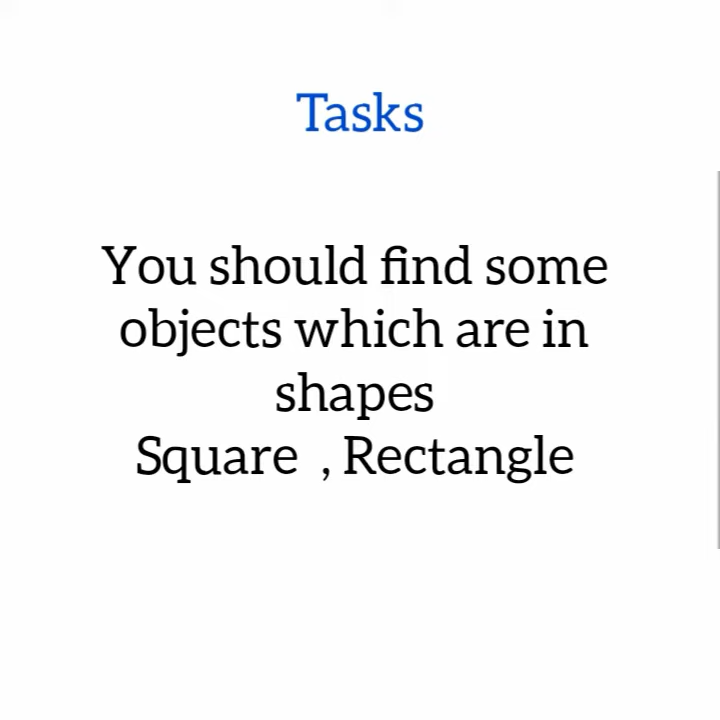 Tasks
You should find some
objects which are in
shapes
Square  , Rectangle